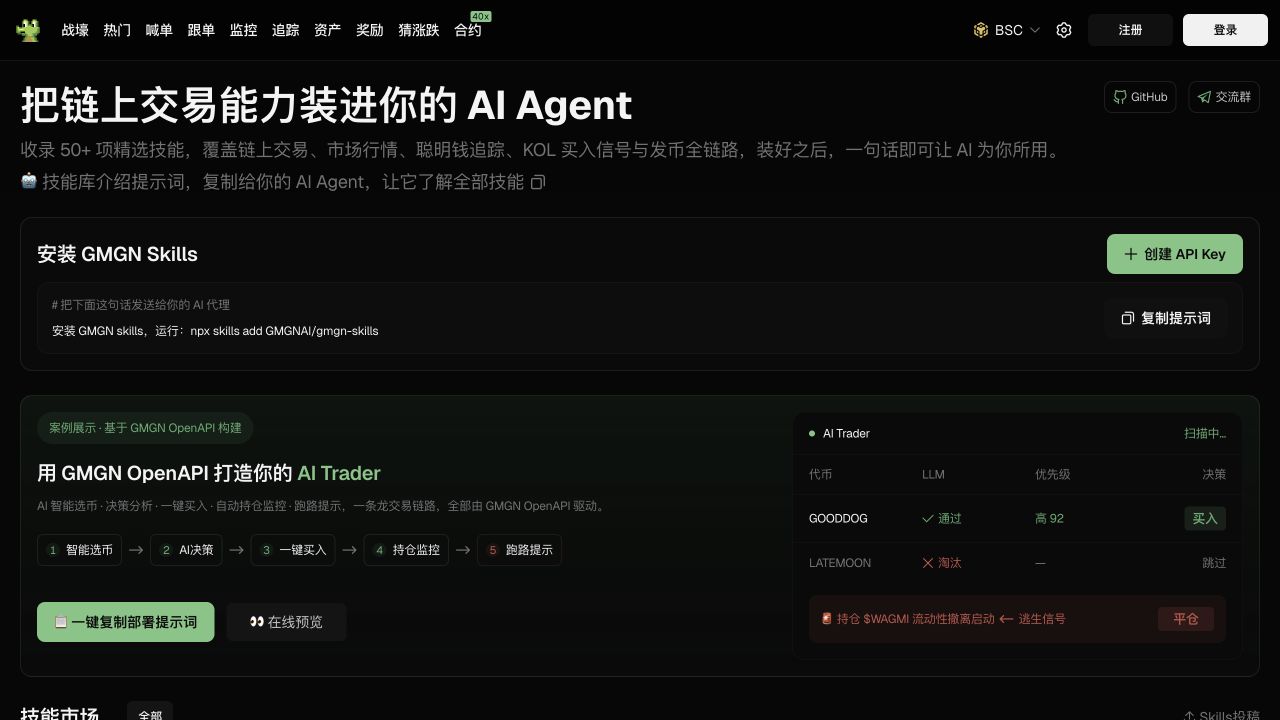 战壕 热门 喊单 跟单 监控 追踪 资产 奖励 猜涨跌 合约 40x BSC 注册 登录
把链上交易能力装进你的 AI Agent
GitHub 交流群
收录 50+ 项精选技能，覆盖链上交易、市场行情、聪明钱追踪、KOL 买入信号与发币全链路，装好之后，一句话即可让 AI 为你所用。
技能库介绍提示词，复制给你的 AI Agent，让它了解全部技能
安装 GMGN Skills
创建 API Key
# 把下面这句话发送给你的 AI 代理
安装 GMGN skills，运行：npx skills add GMGNAI/gmgn-skills
复制提示词
案例展示 · 基于 GMGN OpenAPI 构建
用 GMGN OpenAPI 打造你的 AI Trader
AI 智能选币 · 决策分析 · 一键买入 · 自动持仓监控 · 跑路提示，一条龙交易链路，全部由 GMGN OpenAPI 驱动。
1 智能选币 → 2 AI决策 → 3 一键买入 → 4 持仓监控 → 5 跑路提示
一键复制部署提示词 在线预览
AI Trader 扫描中...
代币 LLM 优先级 决策
GOODDOG 通过 高 92 买入
LATEMOON 淘汰 — 跳过
持仓 $WAGMI 流动性撤离启动 ← 逃生信号 平仓
技能市场 全部 Skills投稿